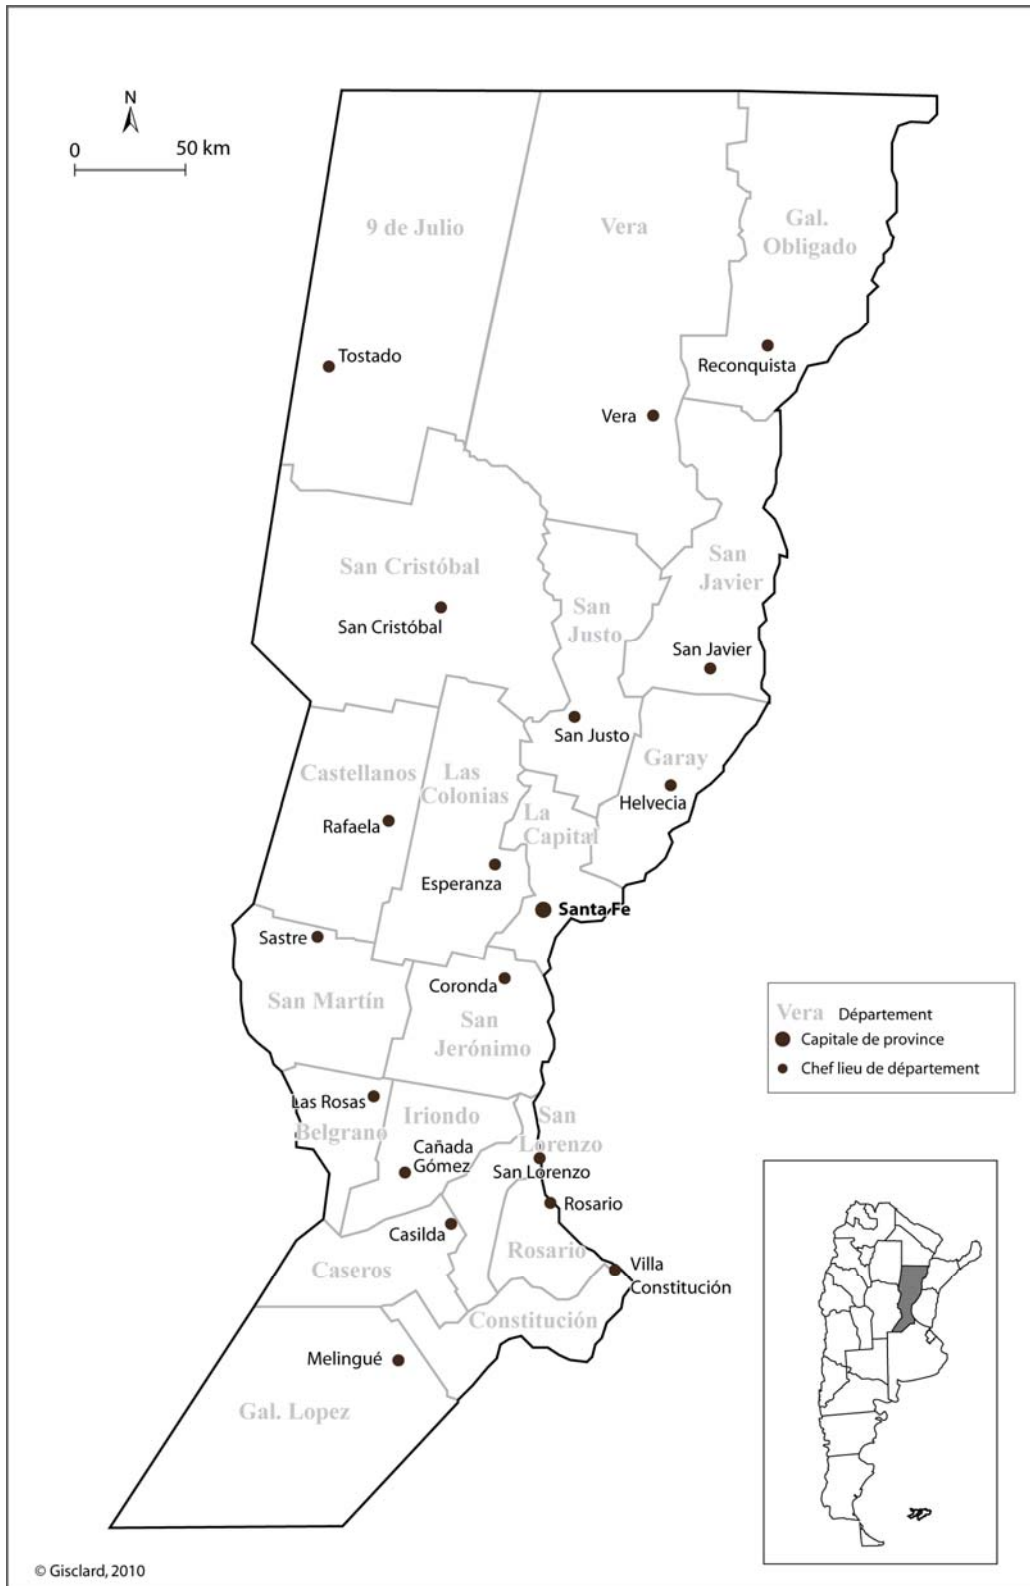 N
0 50 km
9 de Julio
Vera
Gal.
Obligado
Tostado
Reconquista
Vera
San Cristóbal
San
Javier
San Cristóbal
San
Justo
San Javier
San Justo
Garay
Castellanos
Las
Colonias
Helvecia
La
Capital
Rafaela
Esperanza
Santa Fe
Sastre
Coronda
San Martín
San
Jerónimo
Vera Département
Capitale de province
Chef lieu de département
Las Rosas
Belgrano
Iriondo
San
Lorenzo
Cañada
Gómez
San Lorenzo
Rosario
Casilda
Rosario
Caseros
Villa
Constitución
Constitución
Melingué
Gal. Lopez
© Gisclard, 2010